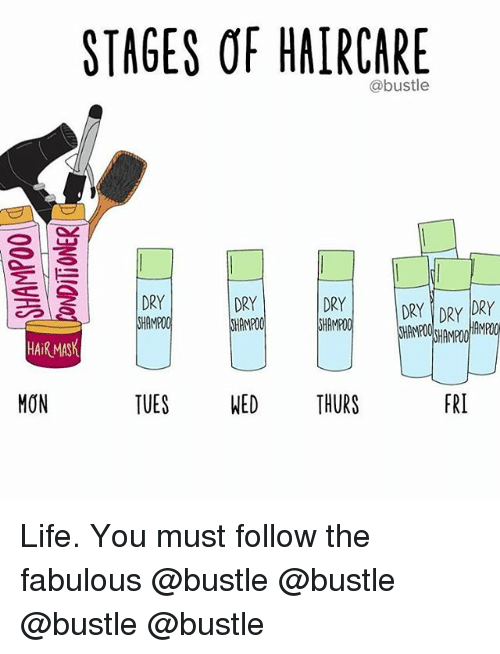 STAGES OF HAIRCARE
@bustle
SHAMPOO
CONDITIONER
HAIR MASK
DRY
SHAMPOO
DRY
SHAMPOO
DRY
SHAMPOO
DRY DRY DRY
SHAMPOO SHAMPOO HAMPOO
MON TUES WED THURS FRI
Life. You must follow the
fabulous @bustle @bustle
@bustle @bustle